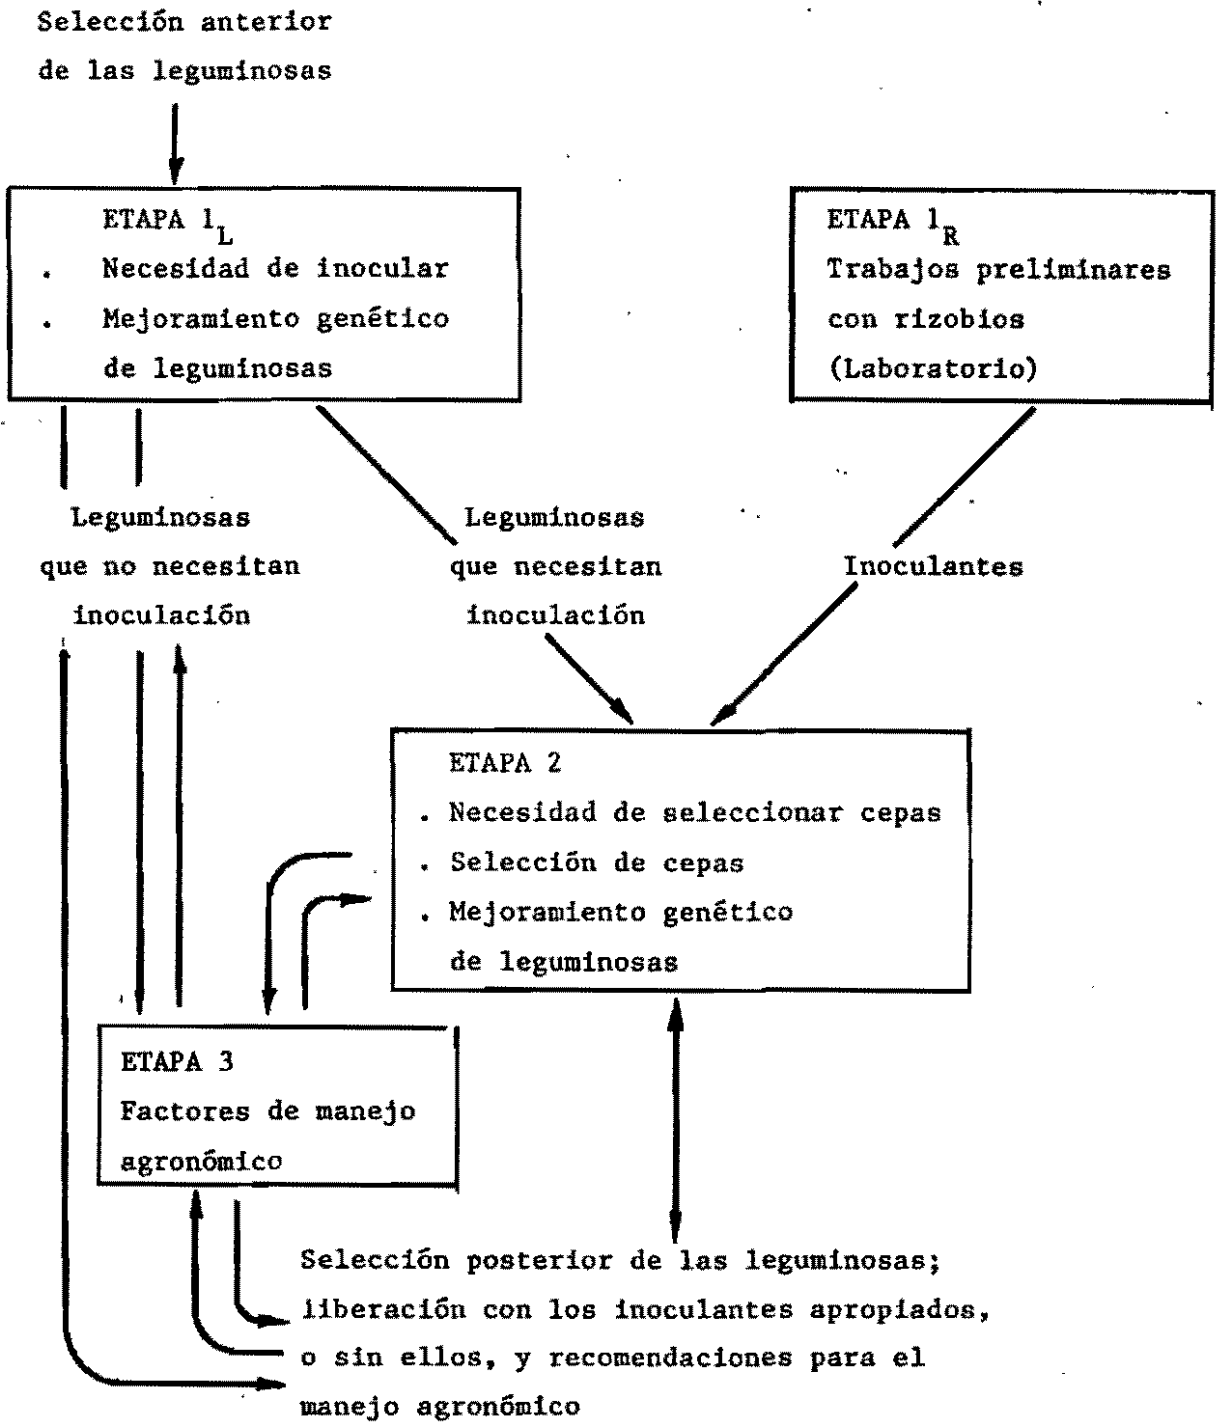 Selección anterior
de las leguminosas
ETAPA 1L
. Necesidad de inocular
. Mejoramiento genético
de leguminosas
ETAPA 1R
Trabajos preliminares
con rizobios
(Laboratorio)
Leguminosas
que no necesitan
inoculación
Leguminosas
que necesitan
inoculación
Inoculantes
ETAPA 2
. Necesidad de seleccionar cepas
. Selección de cepas
. Mejoramiento genético
de leguminosas
ETAPA 3
Factores de manejo
agronómico
Selección posterior de las leguminosas;
liberación con los inoculantes apropiados,
o sin ellos, y recomendaciones para el
manejo agronómico